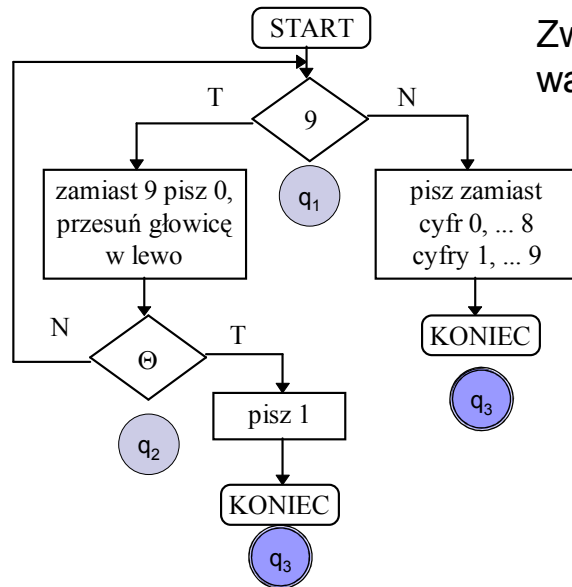 START
Zw
wa
T
9
N
q₁
zamiast 9 pisz 0,
przesuń głowicę
w lewo
pisz zamiast
cyfr 0, ... 8
cyfry 1, ... 9
KONIEC
q₃
N
Θ
T
q₂
pisz 1
KONIEC
q₃